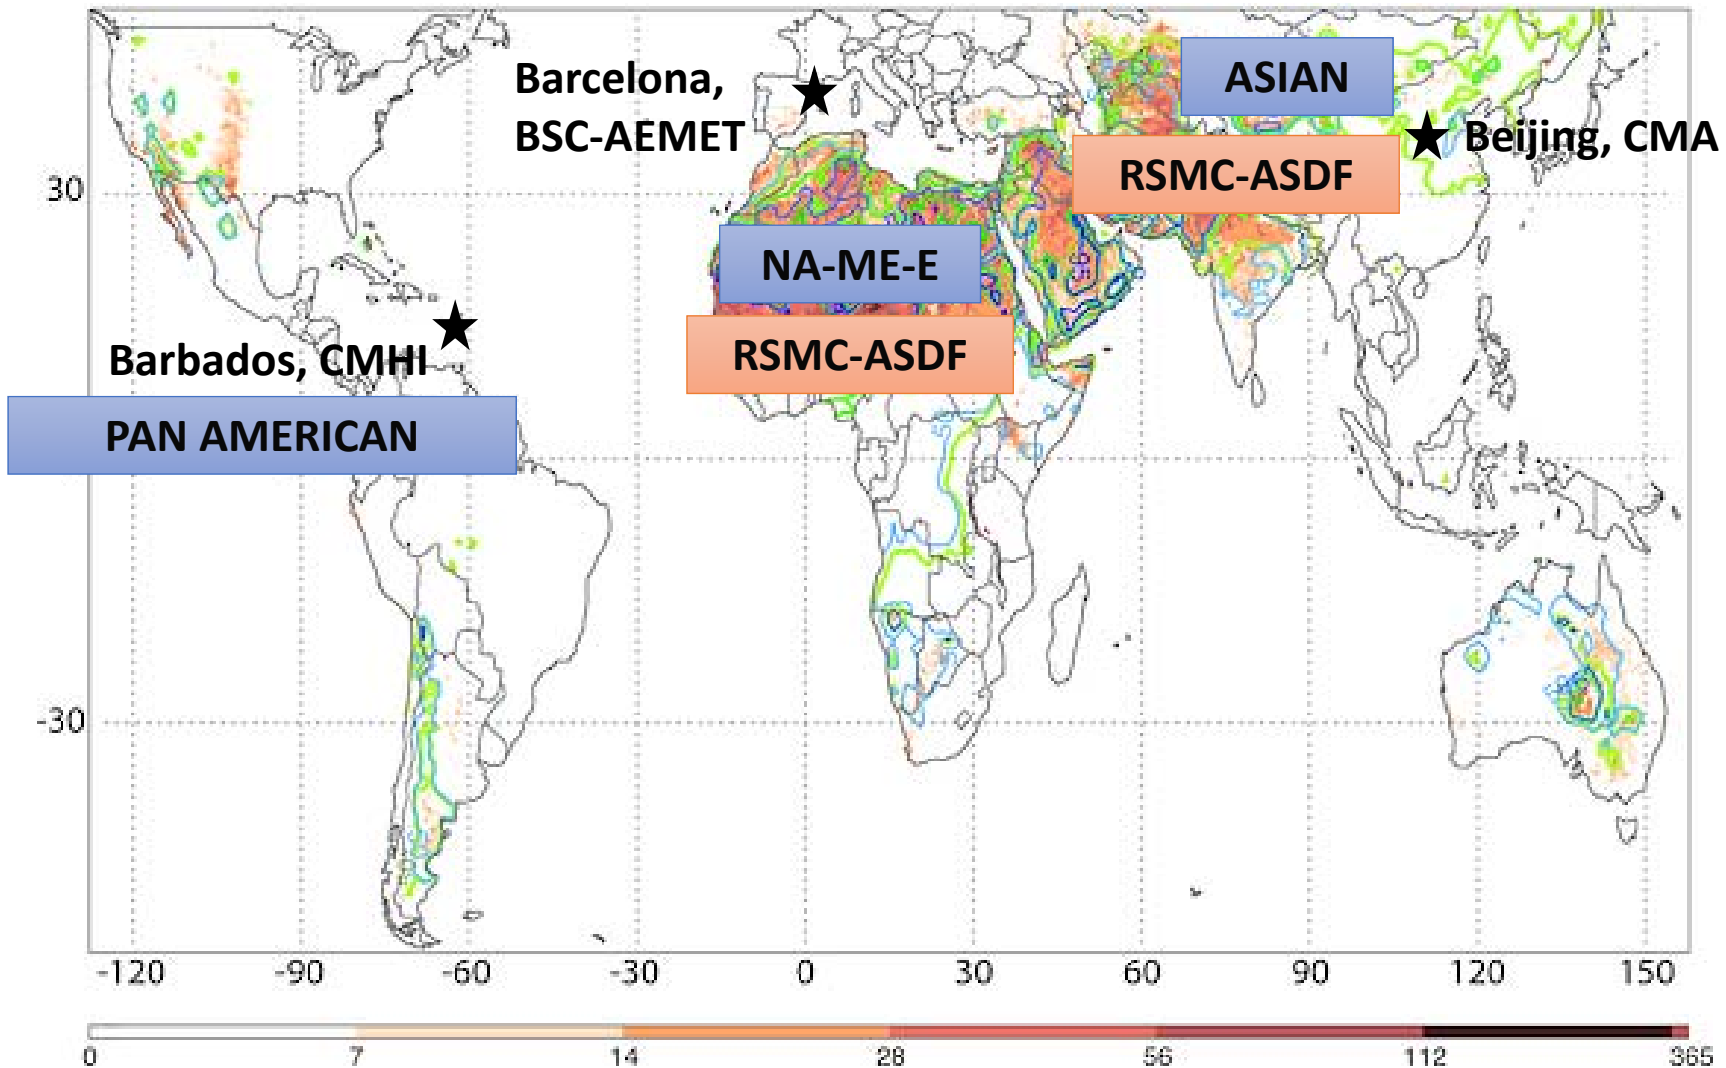 Barcelona,
BSC-AEMET
ASIAN
Beijing, CMA
RSMC-ASDF
30
NA-ME-E
RSMC-ASDF
Barbados, CMHI
PAN AMERICAN
-30
-120 -90 -60 -30 0 30 60 90 120 150
0 7 14 28 56 112 365